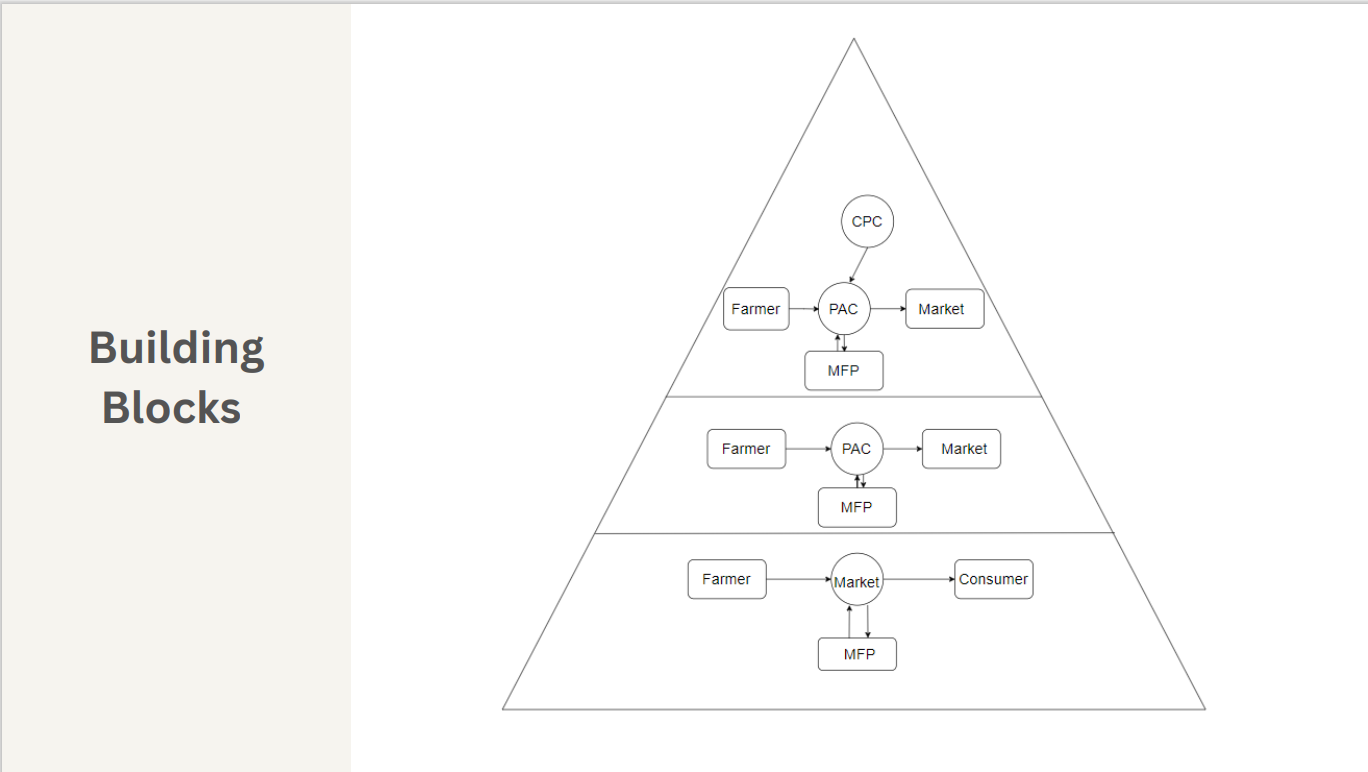 Building
Blocks
CPC
Farmer
PAC
Market
MFP
Farmer
PAC
Market
MFP
Farmer
Market
Consumer
MFP